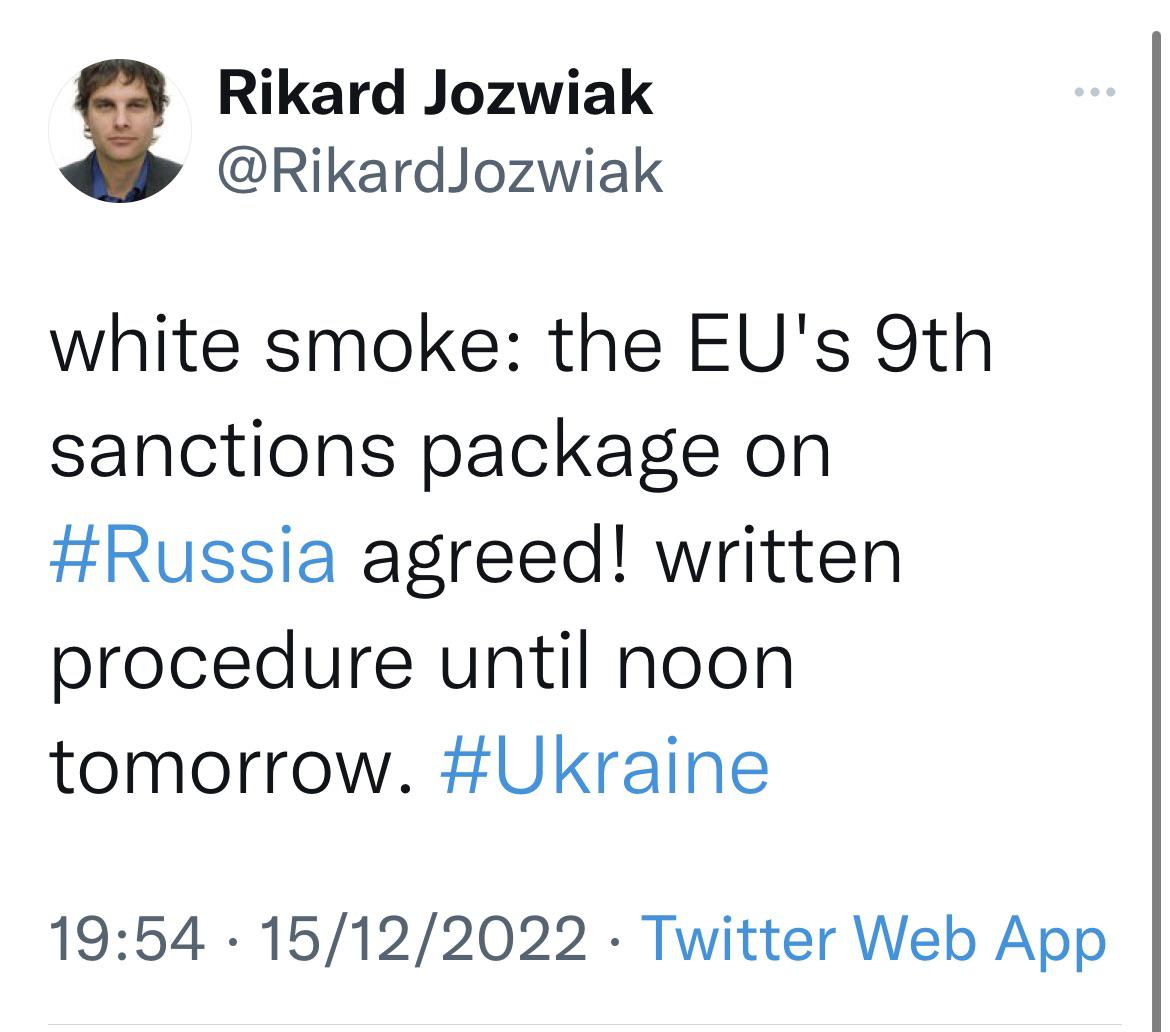 Rikard Jozwiak
@RikardJozwiak
white smoke: the EU's 9th
sanctions package on
#Russia agreed! written
procedure until noon
tomorrow. #Ukraine
19:54 · 15/12/2022 · Twitter Web App